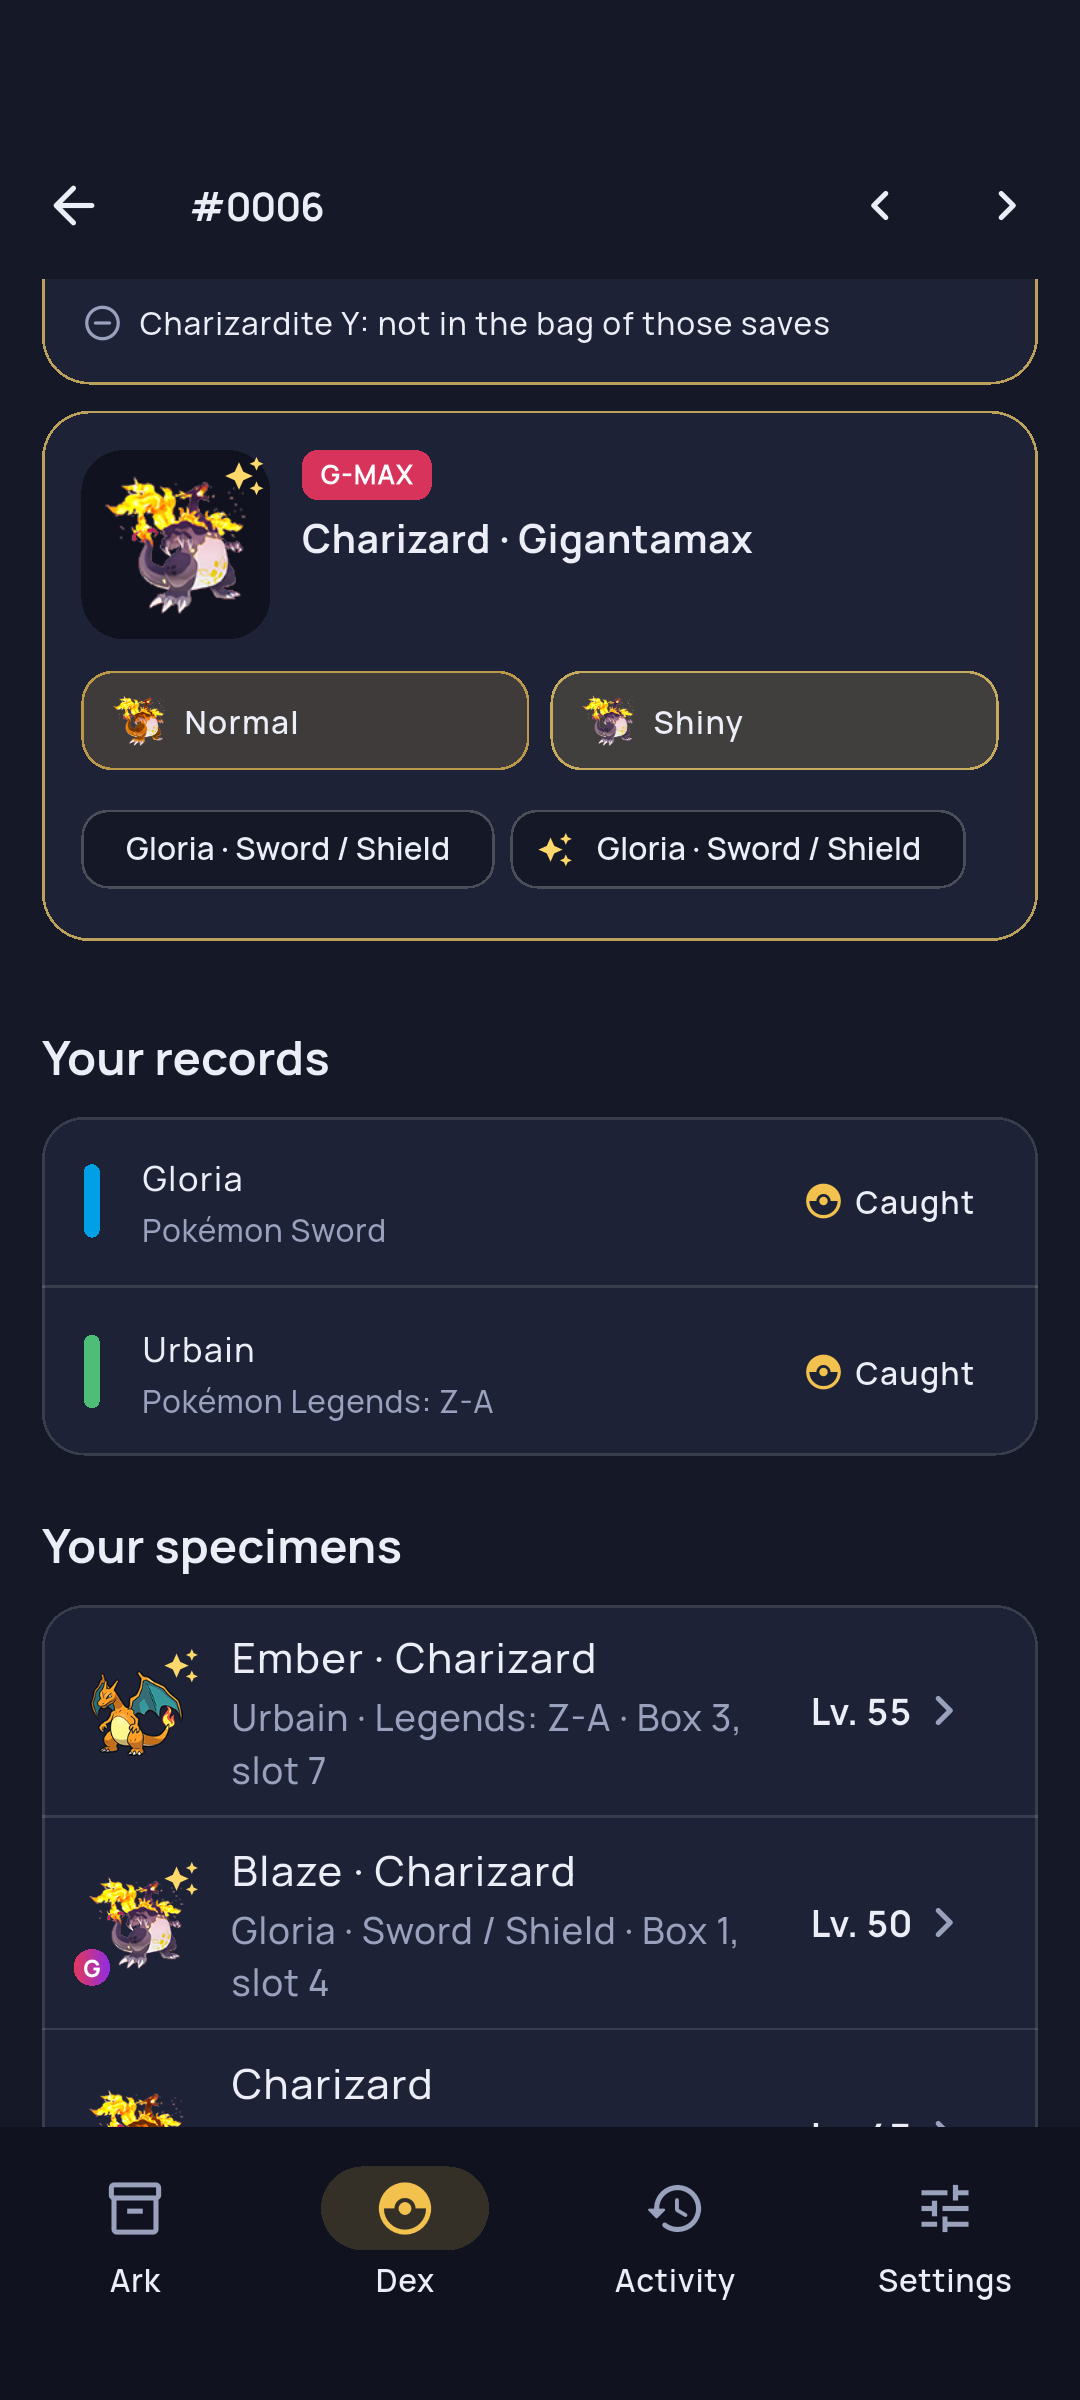 #0006
Charizardite Y: not in the bag of those saves
G-MAX
Charizard · Gigantamax
Normal
Shiny
Gloria · Sword / Shield
Gloria · Sword / Shield
Your records
Gloria
Pokémon Sword
Caught
Urbain
Pokémon Legends: Z-A
Caught
Your specimens
Ember · Charizard
Urbain · Legends: Z-A · Box 3,
slot 7
Lv. 55
Blaze · Charizard
Gloria · Sword / Shield · Box 1,
slot 4
Lv. 50
G
Charizard
Ark
Dex
Activity
Settings